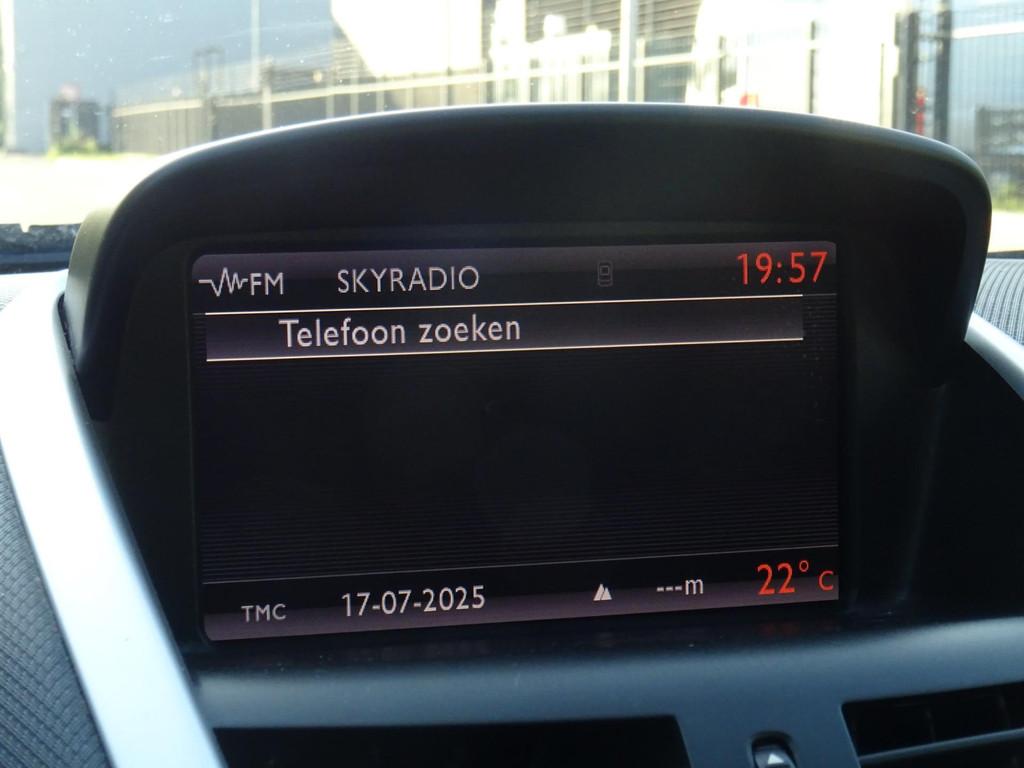 FM SKYRADIO 19:57
Telefoon zoeken
TMC 17-07-2025 ---m 22° C